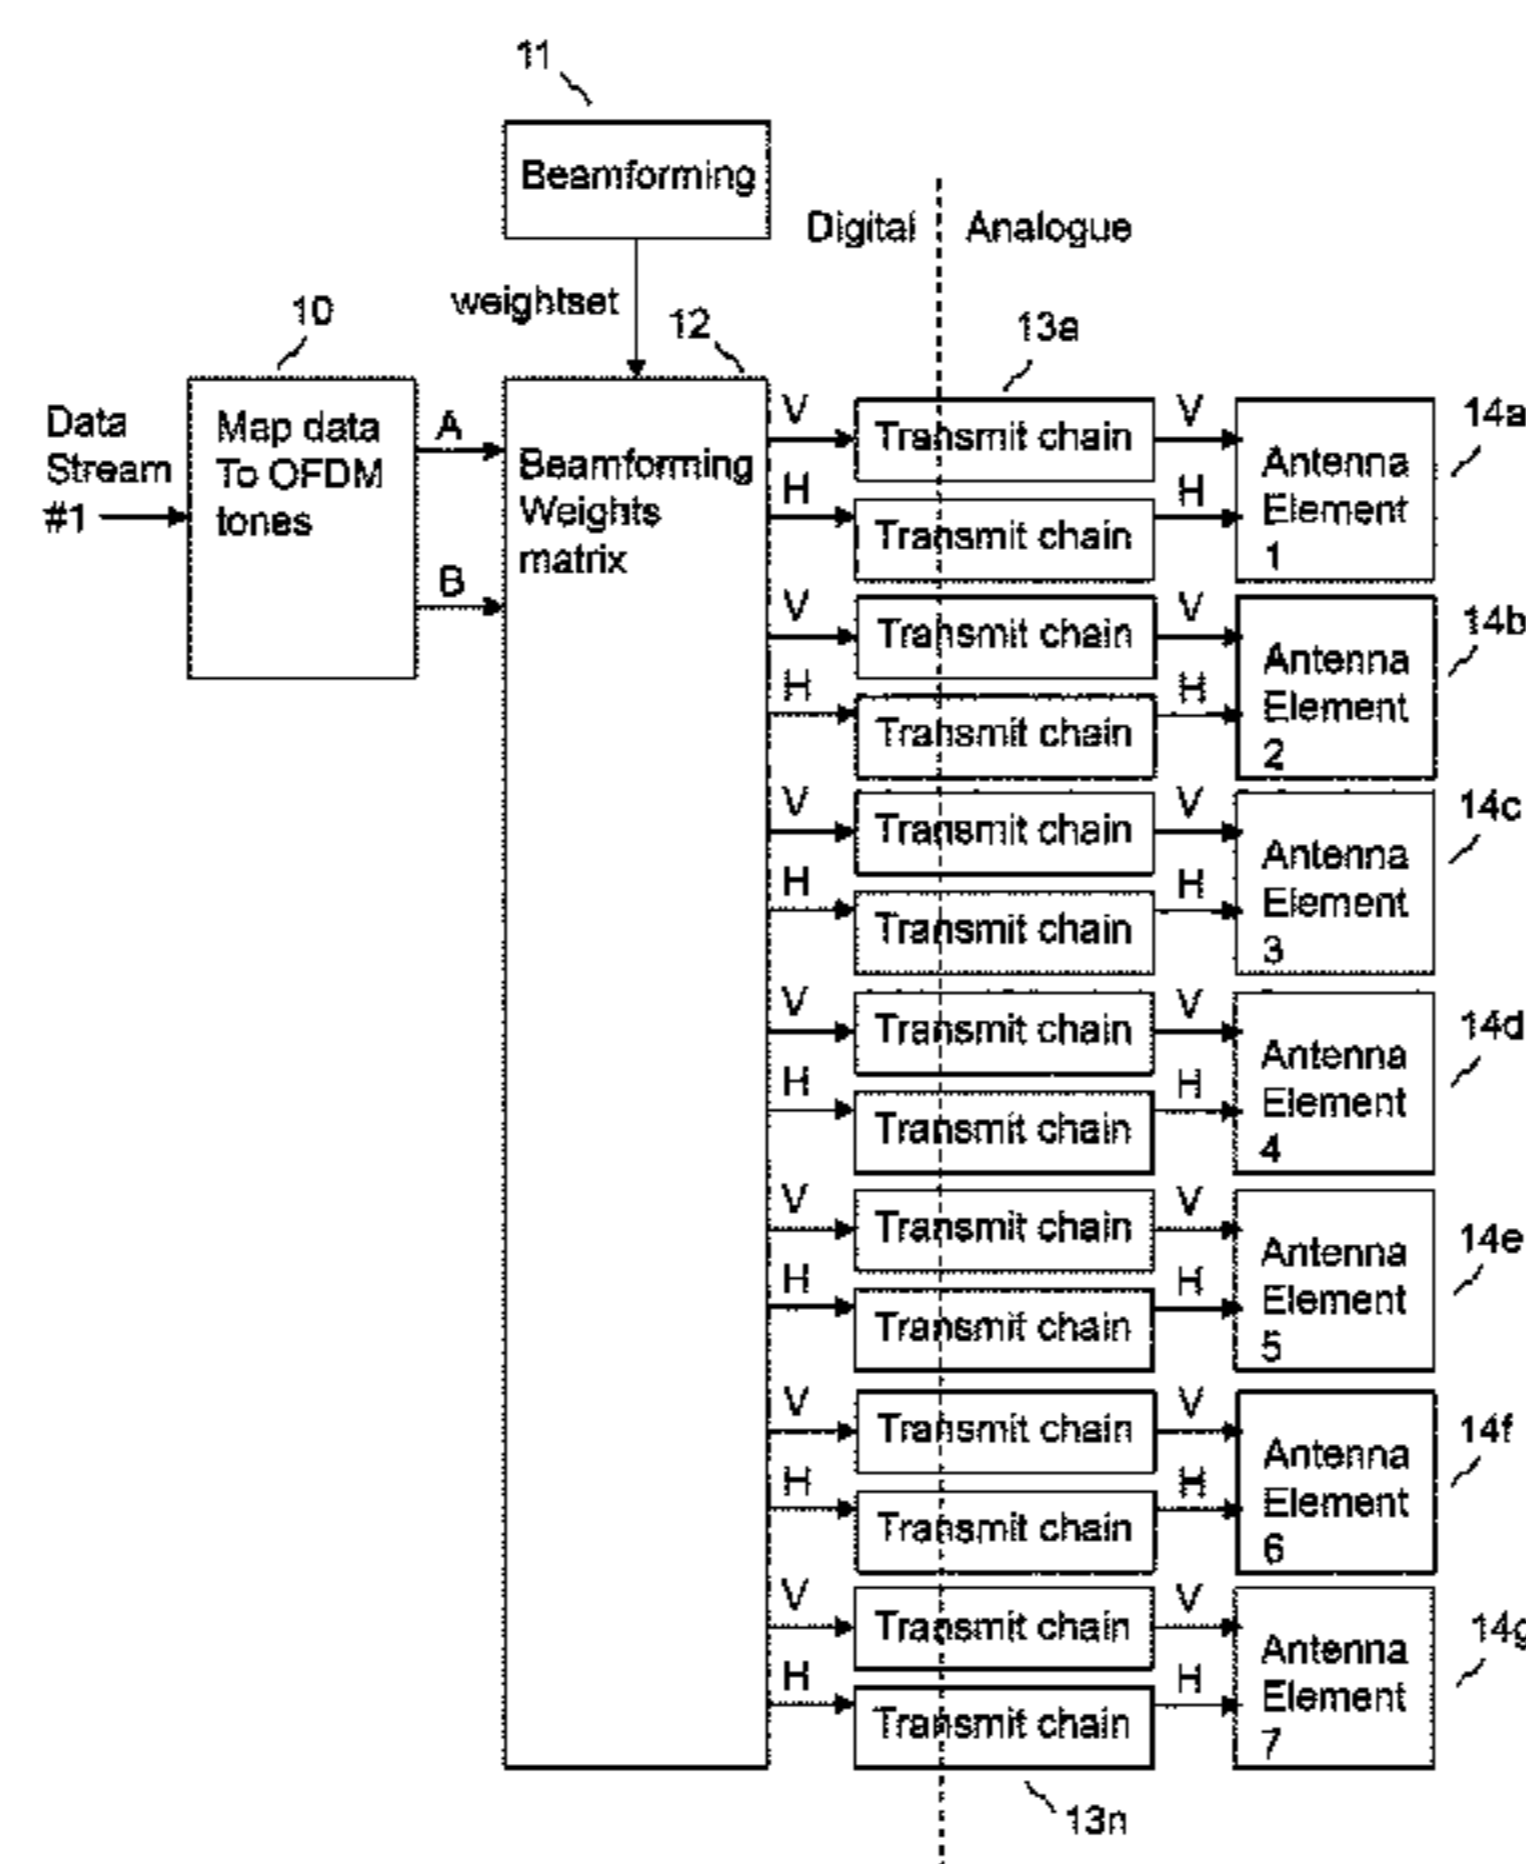 11
Beamforming
Digital
Analogue
weightset
10
12
13a
Data
Stream
#1
Map data
To OFDM
tones
A
B
Beamforming
Weights
matrix
V
Transmit chain
V
H
Transmit chain
H
Antenna
Element
1
14a
V
Transmit chain
V
H
Transmit chain
H
Antenna
Element
2
14b
V
Transmit chain
V
H
Transmit chain
H
Antenna
Element
3
14c
V
Transmit chain
V
H
Transmit chain
H
Antenna
Element
4
14d
V
Transmit chain
V
H
Transmit chain
H
Antenna
Element
5
14e
V
Transmit chain
V
H
Transmit chain
H
Antenna
Element
6
14f
V
Transmit chain
V
H
Transmit chain
H
Antenna
Element
7
14g
13n